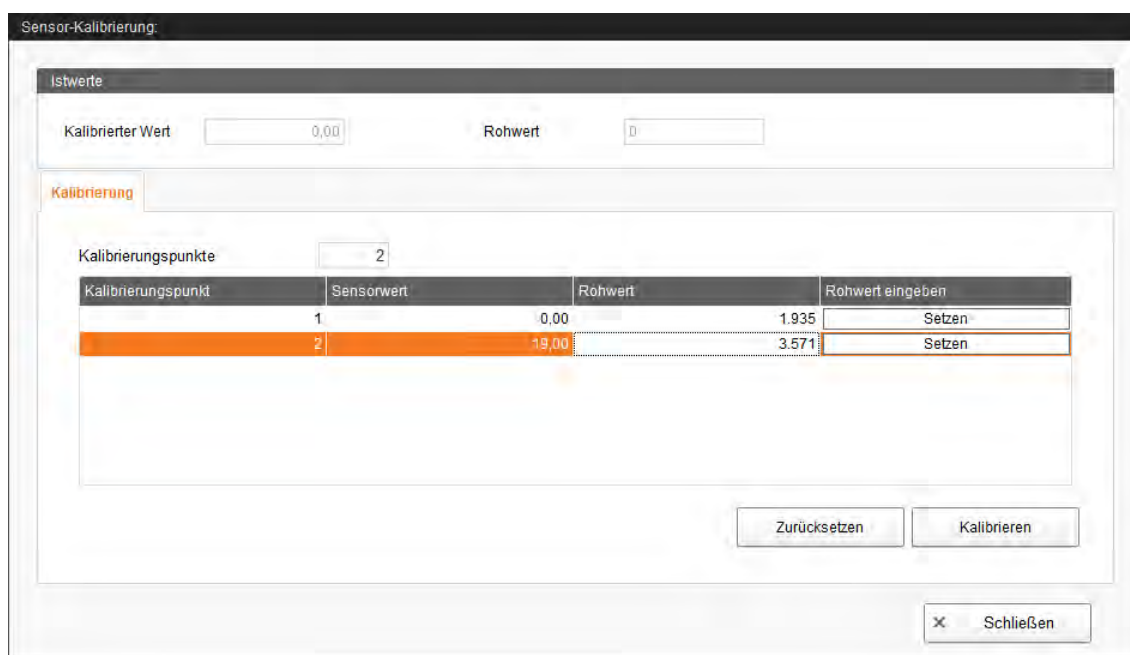 Sensor-Kalibrierung:
Istwerte
Kalibrierter Wert 0,00 Rohwert 0
Kalibrierung
Kalibrierungspunkte 2
Kalibrierungspunkt Sensorwert Rohwert Rohwert eingeben
1 0,00 1.935 Setzen
2 19,00 3.571 Setzen
Zurücksetzen Kalibrieren
Schließen